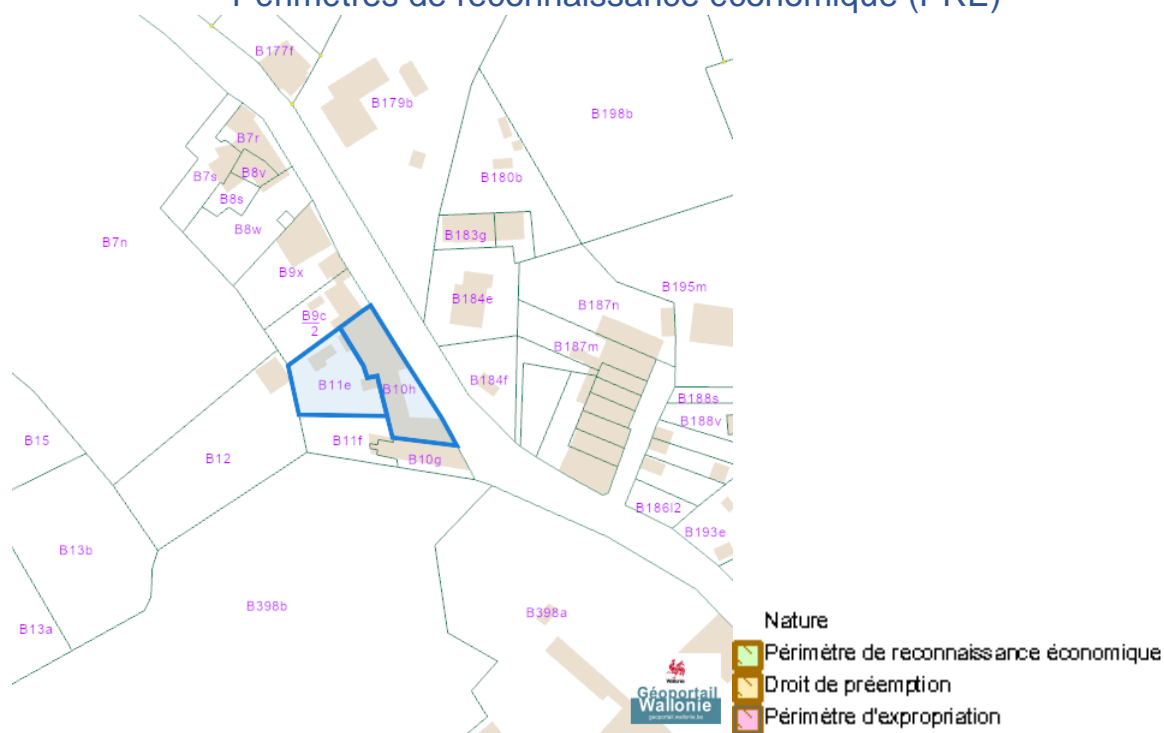 Périmètres de reconnaissance économique (PRE)
B177f
B179b
B198b
B7r
B7s
B8v
B180b
B8s
B8w
B183g
B7n
B9x
B195m
B184e
B187n
B9c
2
B187m
B11e
B10h
B184f
B188s
B188v
B15
B11f
B12
B10g
B186l2
B193e
B13b
B398b
B398a
B13a
Wallonie
Géoportail
Wallonie
geoportail.wallonie.be
Nature
Périmètre de reconnaissance économique
Droit de préemption
Périmètre d'expropriation